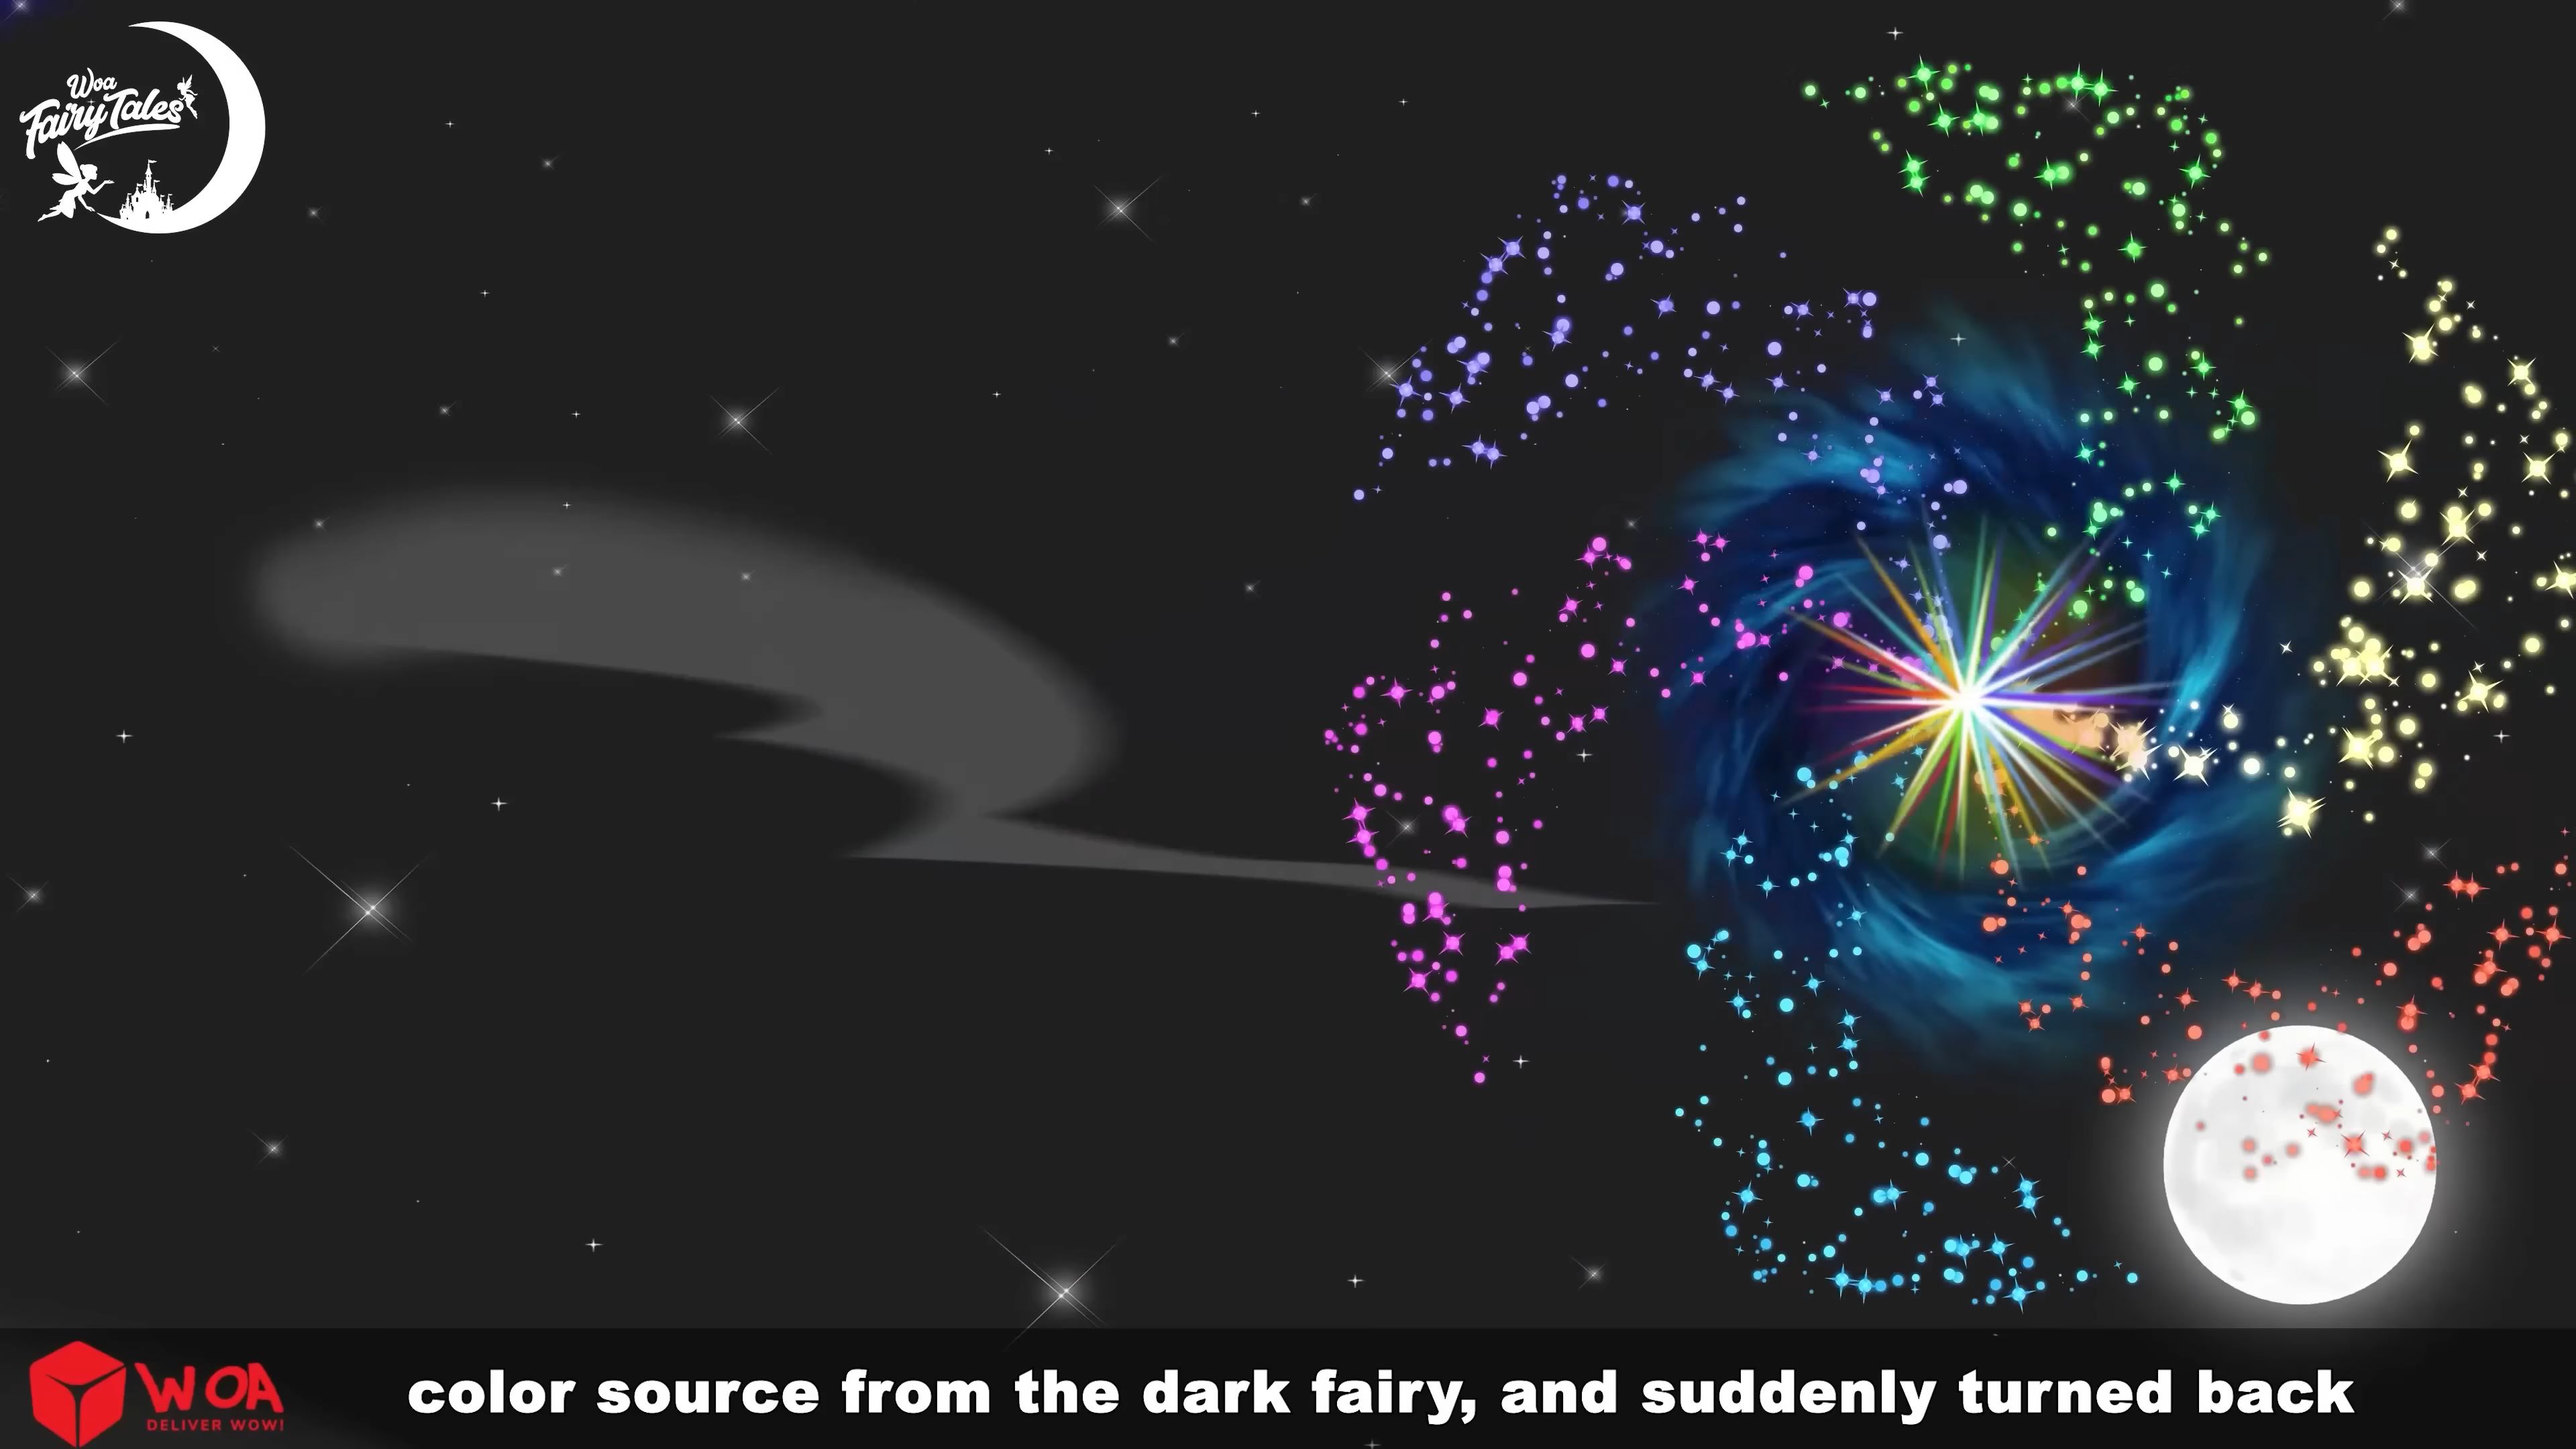 Woa
Fairy Tales
WOA
DELIVER WOW!
color source from the dark fairy, and suddenly turned back